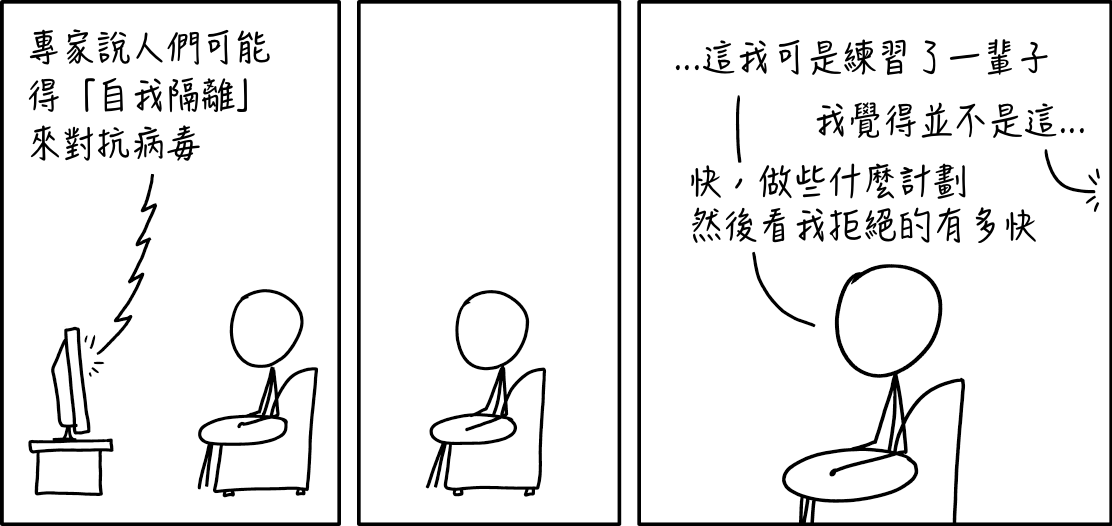 專家說人們可能
得「自我隔離」
來對抗病毒
...這我可是練習了一輩子
我覺得並不是這...
快，做些什麼計劃
然後看我拒絕的有多快